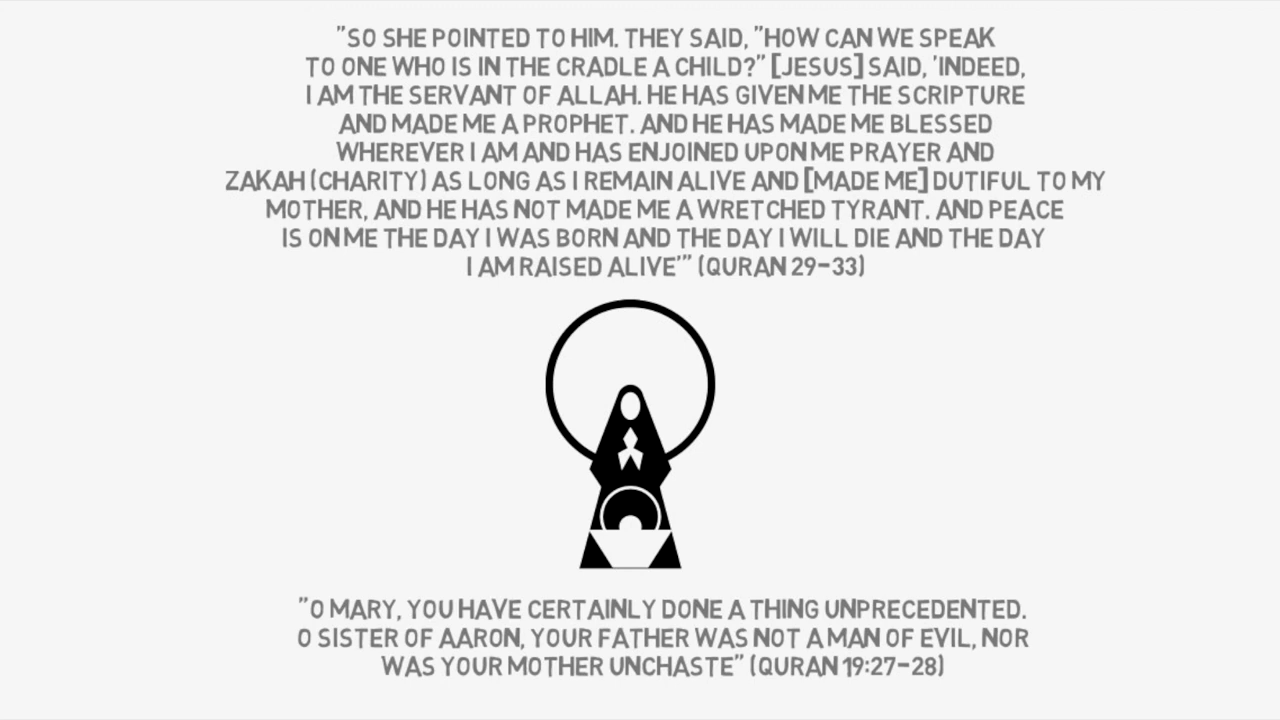 "SO SHE POINTED TO HIM. THEY SAID, "HOW CAN WE SPEAK
TO ONE WHO IS IN THE CRADLE A CHILD?" [JESUS] SAID, 'INDEED,
I AM THE SERVANT OF ALLAH. HE HAS GIVEN ME THE SCRIPTURE
AND MADE ME A PROPHET. AND HE HAS MADE ME BLESSED
WHEREVER I AM AND HAS ENJOINED UPON ME PRAYER AND
ZAKAH (CHARITY) AS LONG AS I REMAIN ALIVE AND [MADE ME] DUTIFUL TO MY
MOTHER, AND HE HAS NOT MADE ME A WRETCHED TYRANT. AND PEACE
IS ON ME THE DAY I WAS BORN AND THE DAY I WILL DIE AND THE DAY
I AM RAISED ALIVE'" (QURAN 29-33)
"O MARY, YOU HAVE CERTAINLY DONE A THING UNPRECEDENTED.
O SISTER OF AARON, YOUR FATHER WAS NOT A MAN OF EVIL, NOR
WAS YOUR MOTHER UNCHASTE" (QURAN 19:27-28)